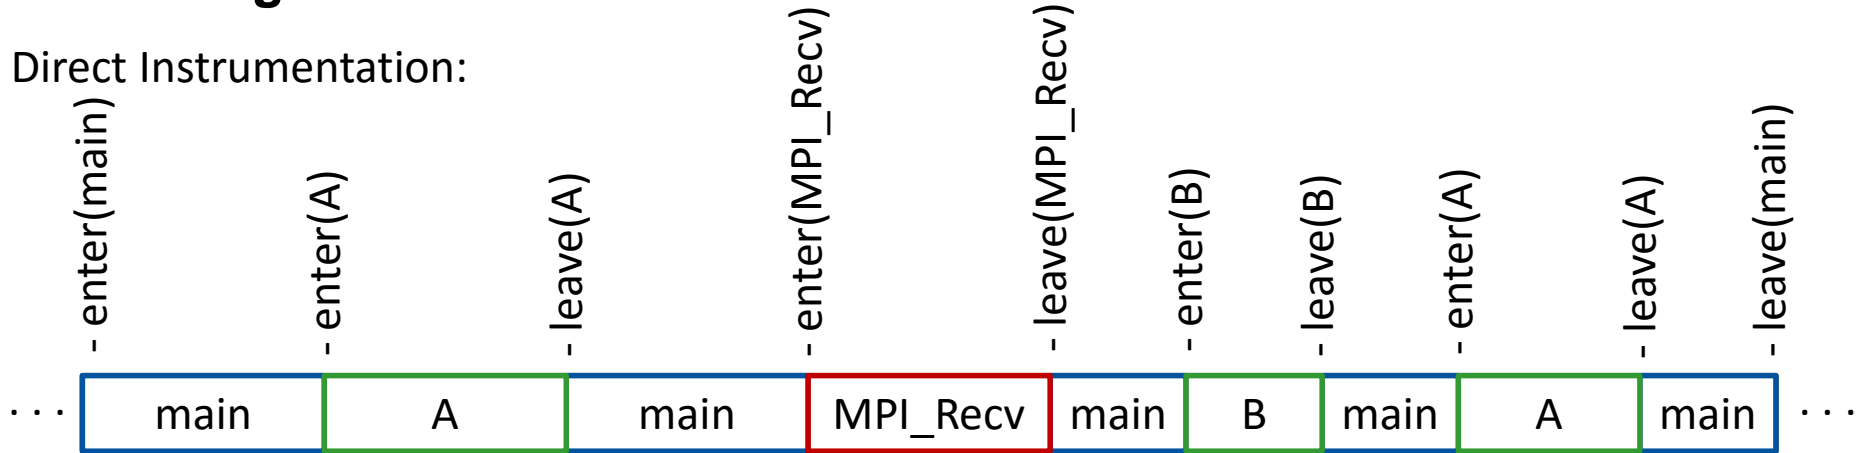 Direct Instrumentation:
- enter(main)
- enter(A)
- leave(A)
- enter(MPI_Recv)
- leave(MPI_Recv)
- enter(B)
- leave(B)
- enter(A)
- leave(A)
- leave(main)
. . . main A main MPI_Recv main B main A main . . .